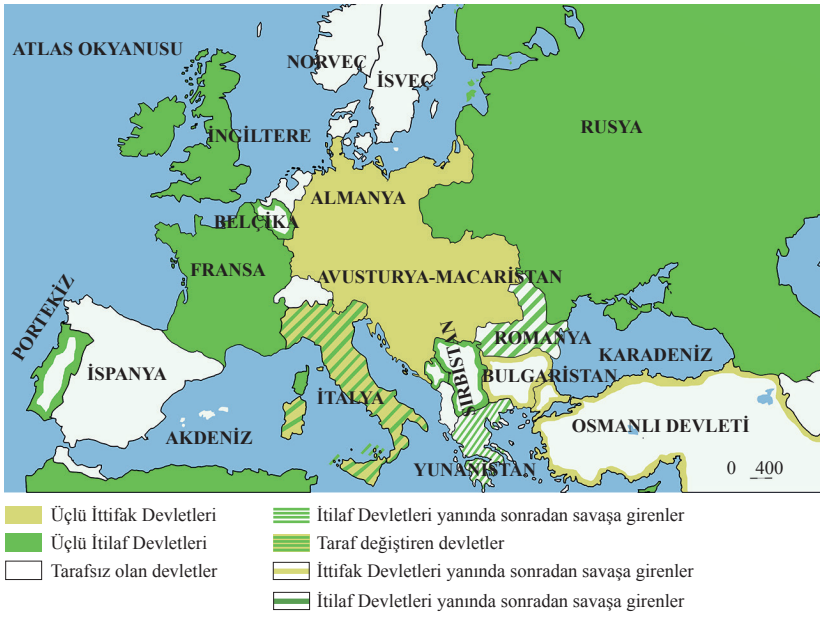 ATLAS OKYANUSU
NORVEÇ
İSVEÇ
İNGİLTERE
RUSYA
ALMANYA
BELÇİKA
FRANSA
AVUSTURYA-MACARİSTAN
PORTEKİZ
İSPANYA
SIRBİSTAN
ROMANYA
KARADENİZ
BULGARİSTAN
İTALYA
OSMANLI DEVLETİ
AKDENİZ
YUNANİSTAN
0 400
Üçlü İttifak Devletleri
Üçlü İtilaf Devletleri
Tarafsız olan devletler
İtilaf Devletleri yanında sonradan savaşa girenler
Taraf değiştiren devletler
İttifak Devletleri yanında sonradan savaşa girenler
İtilaf Devletleri yanında sonradan savaşa girenler